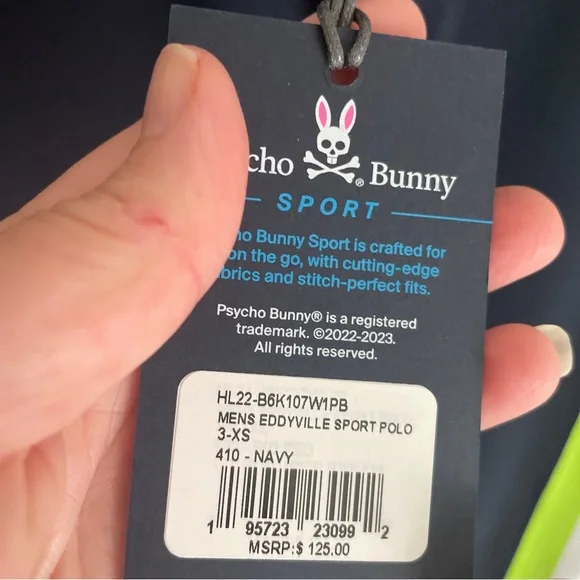 Bunny
®
SPORT
Bunny Sport is crafted for
on the go, with cutting-edge
and stitch-perfect fits.
Psycho Bunny® is a registered
trademark. ©2022-2023.
All rights reserved.
HL22-B6K107W1PB
MENS EDDYVILLE SPORT POLO
3-XS
410 - NAVY
1 95723 23099 2
MSRP:$ 125.00